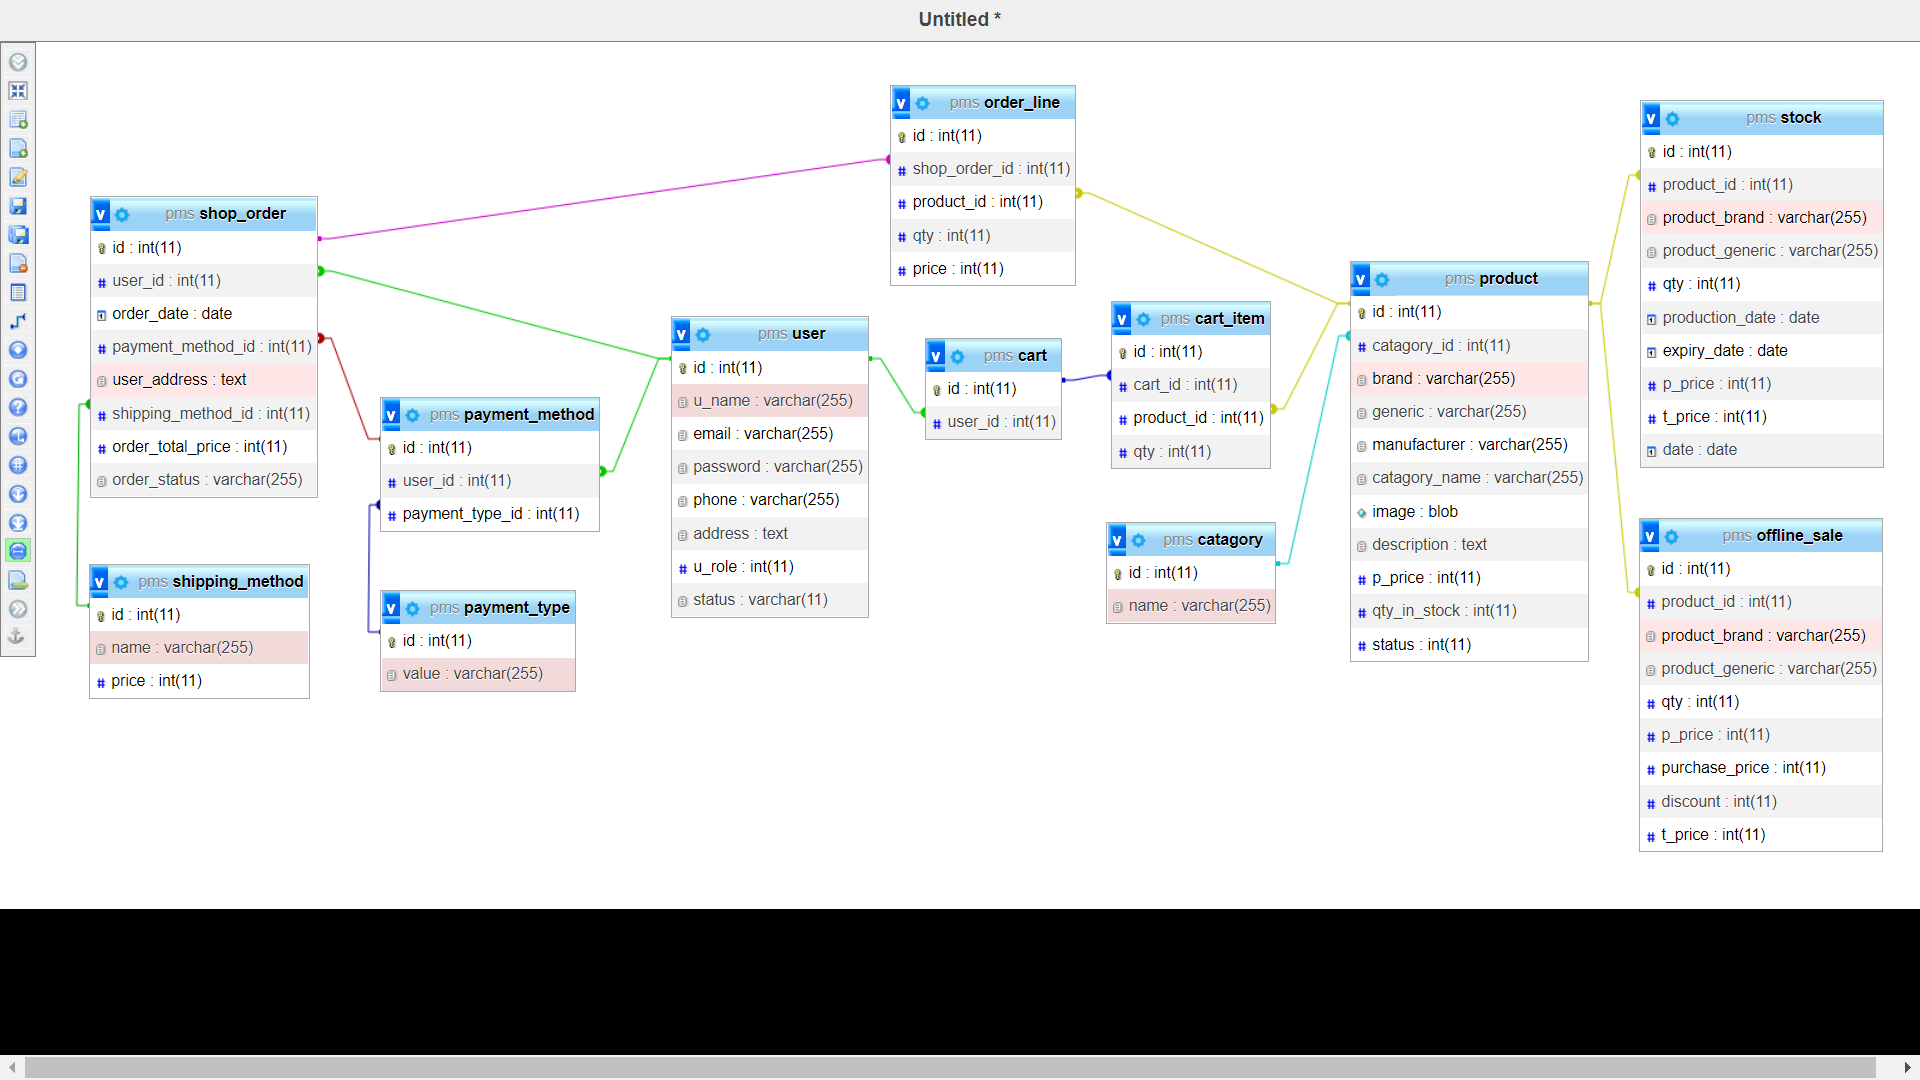 Untitled *
v pms order_line
id : int(11)
shop_order_id : int(11)
product_id : int(11)
qty : int(11)
price : int(11)
v pms stock
id : int(11)
product_id : int(11)
product_brand : varchar(255)
product_generic : varchar(255)
qty : int(11)
production_date : date
expiry_date : date
p_price : int(11)
t_price : int(11)
date : date
v pms shop_order
id : int(11)
user_id : int(11)
order_date : date
payment_method_id : int(11)
user_address : text
shipping_method_id : int(11)
order_total_price : int(11)
order_status : varchar(255)
v pms product
id : int(11)
catagory_id : int(11)
brand : varchar(255)
generic : varchar(255)
manufacturer : varchar(255)
catagory_name : varchar(255)
image : blob
description : text
p_price : int(11)
qty_in_stock : int(11)
status : int(11)
v pms cart_item
id : int(11)
cart_id : int(11)
product_id : int(11)
qty : int(11)
v pms user
id : int(11)
u_name : varchar(255)
email : varchar(255)
password : varchar(255)
phone : varchar(255)
address : text
u_role : int(11)
status : varchar(11)
v pms cart
id : int(11)
user_id : int(11)
v pms payment_method
id : int(11)
user_id : int(11)
payment_type_id : int(11)
v pms catagory
id : int(11)
name : varchar(255)
v pms offline_sale
id : int(11)
product_id : int(11)
product_brand : varchar(255)
product_generic : varchar(255)
qty : int(11)
p_price : int(11)
purchase_price : int(11)
discount : int(11)
t_price : int(11)
v pms shipping_method
id : int(11)
name : varchar(255)
price : int(11)
v pms payment_type
id : int(11)
value : varchar(255)